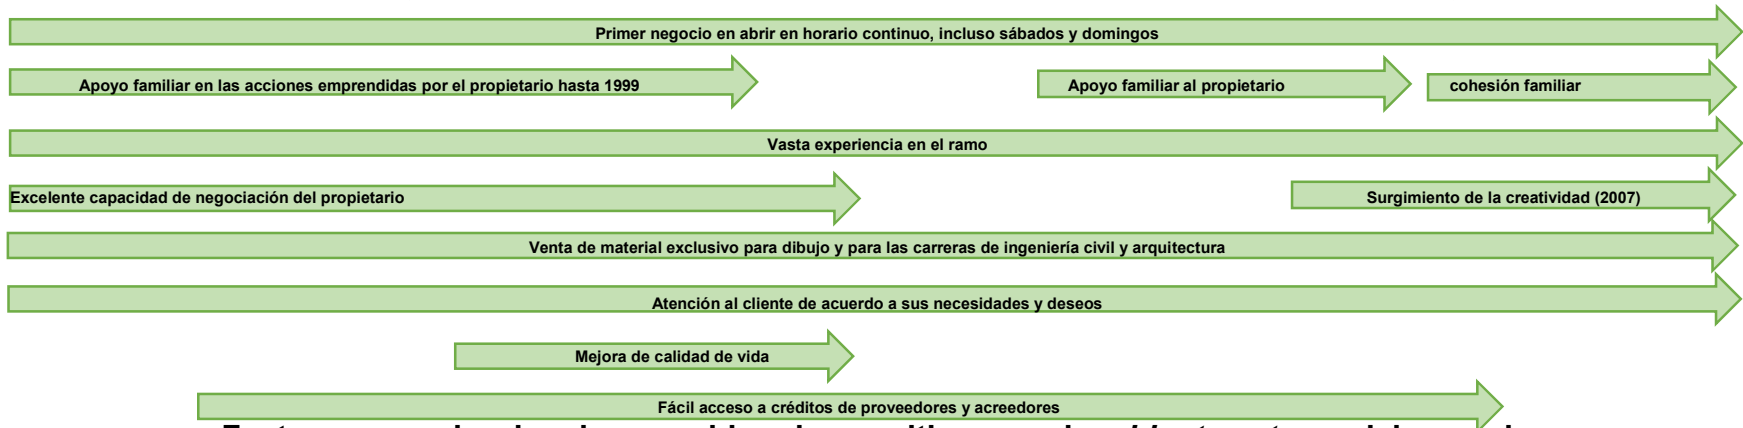 Primer negocio en abrir en horario continuo, incluso sábados y domingos
Apoyo familiar en las acciones emprendidas por el propietario hasta 1999
Apoyo familiar al propietario
cohesión familiar
Vasta experiencia en el ramo
Excelente capacidad de negociación del propietario
Surgimiento de la creatividad (2007)
Venta de material exclusivo para dibujo y para las carreras de ingeniería civil y arquitectura
Atención al cliente de acuerdo a sus necesidades y deseos
Mejora de calidad de vida
Fácil acceso a créditos de proveedores y acreedores